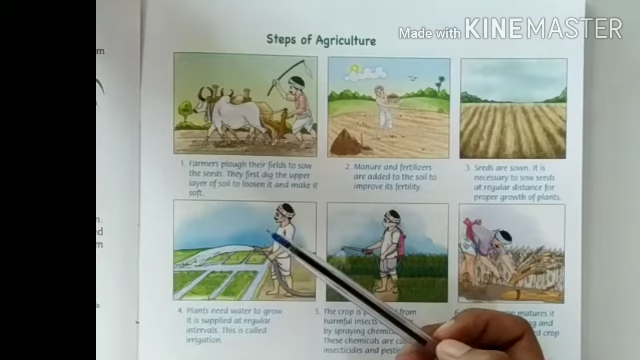 Made with KINEMASTER
Steps of Agriculture
1. Farmers plough their fields to sow
the seeds. They first dig the upper
layer of soil to loosen it and make it
soft.
2. Manure and fertilizers
are added to the soil to
improve its fertility.
3. Seeds are sown. It is
necessary to sow seeds
at regular distance for
proper growth of plants.
4. Plants need water to grow.
It is supplied at regular
intervals. This is called
irrigation.
5. The crop is from
harmful insects
by spraying
These chemicals are
insecticides and
matures it
and
crop